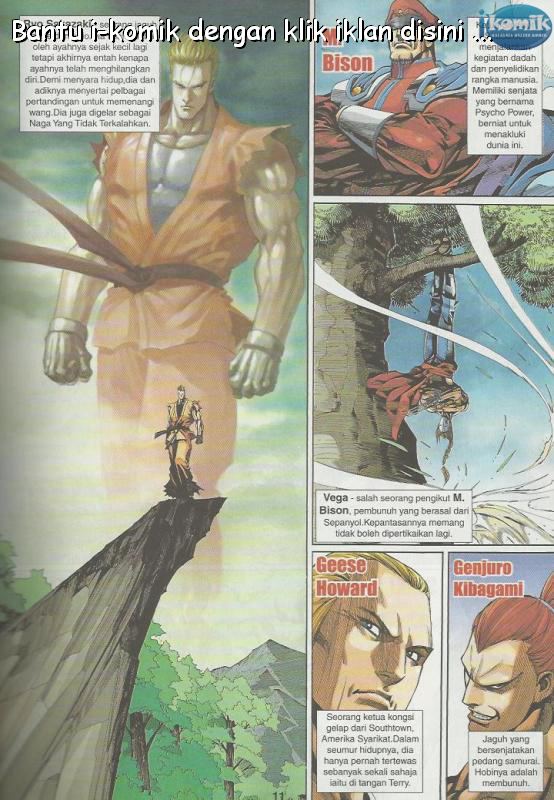 Bantu i-komik dengan klik iklan disini ...
iKomik
oleh ayahnya sejak kecil lagi
tetapi akhirnya entah kenapa
ayahnya telah menghilangkan
diri.Demi menyara hidup,dia dan
adiknya menyertai pelbagai
pertandingan untuk memenangi
wang.Dia juga digelar sebagai
Naga Yang Tidak Terkalahkan.
Bison
kegiatan dadah
dan penyelidikan
rangka manusia.
Memiliki senjata
yang bernama
Psycho Power,
berniat untuk
menakluki
dunia ini.
Vega - salah seorang pengikut M.
Bison, pembunuh yang berasal dari
Sepanyol.Kepantasannya memang
tidak boleh dipertikaikan lagi.
Geese
Howard
Seorang ketua kongsi
gelap dari Southtown,
Amerika Syarikat.Dalam
seumur hidupnya, dia
hanya pernah tertewas
sebanyak sekali sahaja
iaitu di tangan Terry.
Genjuro
Kibagami
Jaguh yang
bersenjatakan
pedang samurai.
Hobinya adalah
membunuh.
11